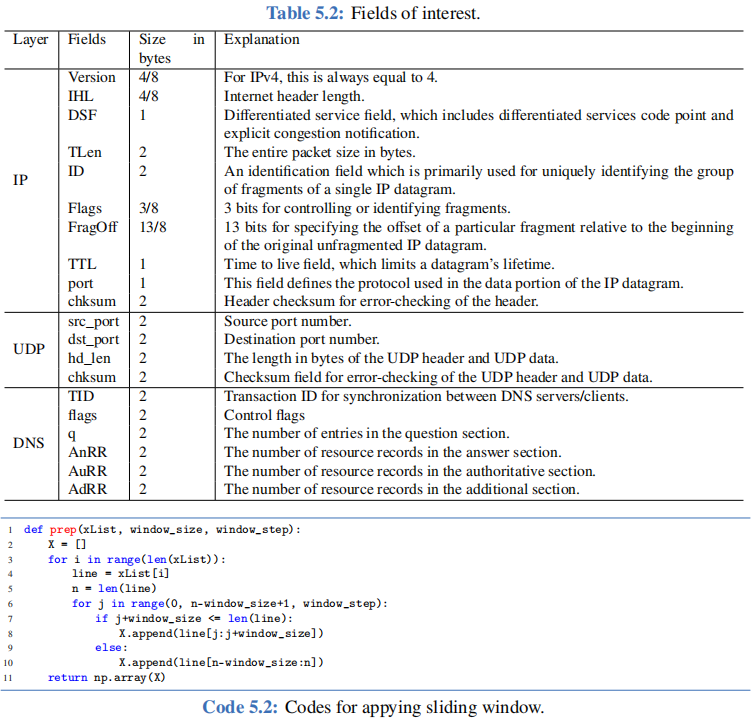 Table 5.2: Fields of interest.
Layer Fields Size in Explanation
bytes
Version 4/8 For IPv4, this is always equal to 4.
IHL 4/8 Internet header length.
DSF 1 Differentiated service field, which includes differentiated services code point and
explicit congestion notification.
TLen 2 The entire packet size in bytes.
IP ID 2 An identification field which is primarily used for uniquely identifying the group
of fragments of a single IP datagram.
Flags 3/8 3 bits for controlling or identifying fragments.
FragOff 13/8 13 bits for specifying the offset of a particular fragment relative to the beginning
of the original unfragmented IP datagram.
TTL 1 Time to live field, which limits a datagram's lifetime.
port 1 This field defines the protocol used in the data portion of the IP datagram.
chksum 2 Header checksum for error-checking of the header.
src_port 2 Source port number.
UDP dst_port 2 Destination port number.
hd_len 2 The length in bytes of the UDP header and UDP data.
chksum 2 Checksum field for error-checking of the UDP header and UDP data.
TID 2 Transaction ID for synchronization between DNS servers/clients.
flags 2 Control flags
DNS q 2 The number of entries in the question section.
AnRR 2 The number of resource records in the answer section.
AuRR 2 The number of resource records in the authoritative section.
AdRR 2 The number of resource records in the additional section.
1 def prep(xList, window_size, window_step):
2     X = []
3     for i in range(len(xList)):
4         line = xList[i]
5         n = len(line)
6         for j in range(0, n-window_size+1, window_step):
7             if j+window_size <= len(line):
8                 X.append(line[j:j+window_size])
9             else:
10                 X.append(line[n-window_size:n])
11     return np.array(X)
Code 5.2: Codes for appying sliding window.